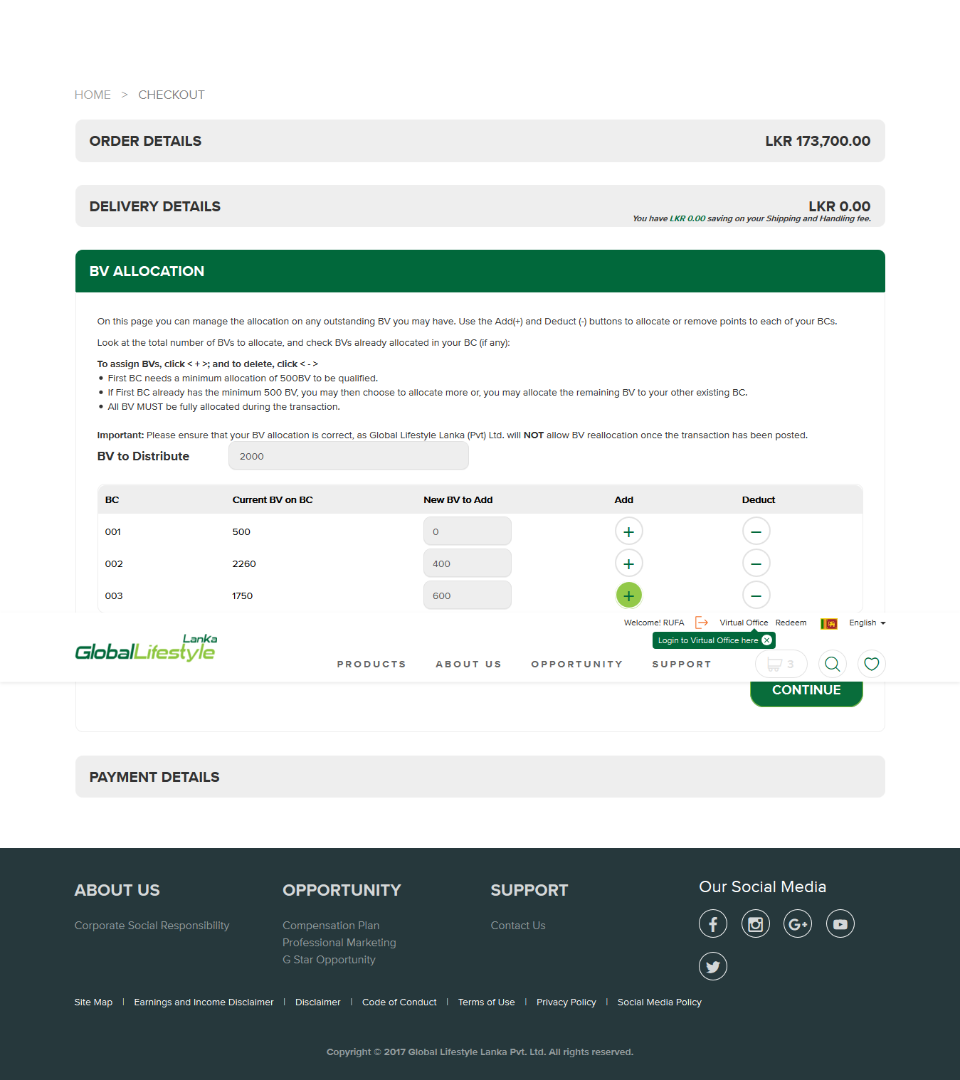 HOME > CHECKOUT
ORDER DETAILS LKR 173,700.00
DELIVERY DETAILS LKR 0.00
You have LKR 0.00 saving on your Shipping and Handling fee.
BV ALLOCATION
On this page you can manage the allocation on any outstanding BV you may have. Use the Add(+) and Deduct (-) buttons to allocate or remove points to each of your BCs.
Look at the total number of BVs to allocate, and check BVs already allocated in your BC (if any):
To assign BVs, click < + >; and to delete, click < - >
• First BC needs a minimum allocation of 500BV to be qualified.
• If First BC already has the minimum 500 BV, you may then choose to allocate more or, you may allocate the remaining BV to your other existing BC.
• All BV MUST be fully allocated during the transaction.
Important: Please ensure that your BV allocation is correct, as Global Lifestyle Lanka (Pvt) Ltd. will NOT allow BV reallocation once the transaction has been posted.
BV to Distribute 2000
BC Current BV on BC New BV to Add Add Deduct
001 500 0 + −
002 2260 400 + −
003 1750 600 + −
Welcome! RUFA Virtual Office Redeem English
Login to Virtual Office here
Lanka
GlobalLifestyle
PRODUCTS ABOUT US OPPORTUNITY SUPPORT 3
CONTINUE
PAYMENT DETAILS
ABOUT US OPPORTUNITY SUPPORT Our Social Media
Corporate Social Responsibility Compensation Plan Contact Us
Professional Marketing
G Star Opportunity
Site Map | Earnings and Income Disclaimer | Disclaimer | Code of Conduct | Terms of Use | Privacy Policy | Social Media Policy
Copyright © 2017 Global Lifestyle Lanka Pvt. Ltd. All rights reserved.